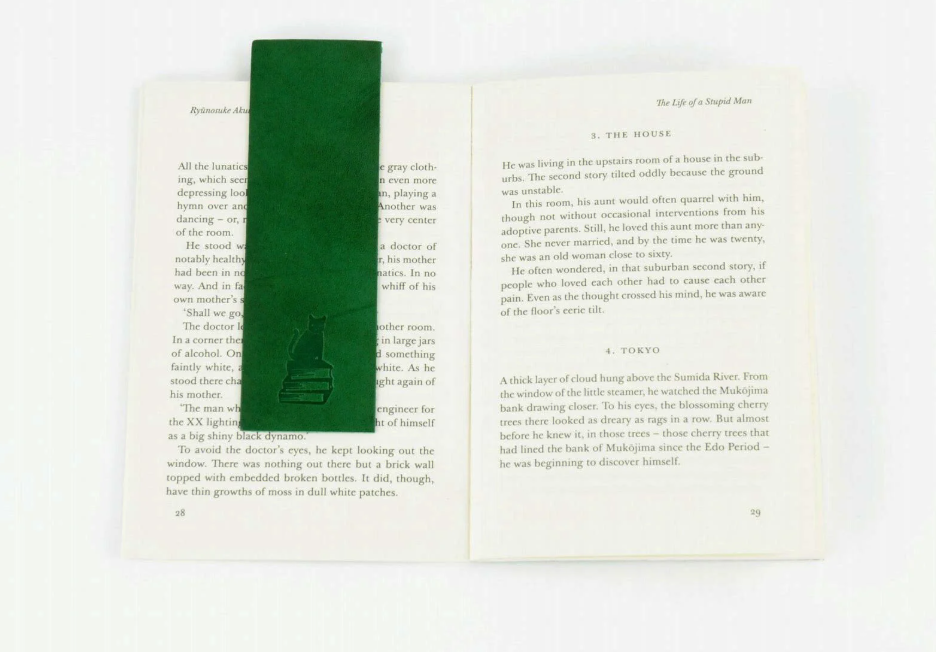 Ryūnosuke
All the lunatics e gray cloth-
ing, which n even more
depressing an, playing a
hymn over Another was
dancing – or, e very center
of the room.
He stood a doctor of
notably healthy his mother
had been in In no
way. And in whiff of his
own mother's
'Shall we go,
The doctor other room.
In a corner in large jars
of alcohol. d something
faintly white, white. As he
stood there ght again of
his mother.
'The man engineer for
the XX of himself
as a big shiny black dynamo.'
To avoid the doctor's eyes, he kept looking out the
window. There was nothing out there but a brick wall
topped with embedded broken bottles. It did, though,
have thin growths of moss in dull white patches.
28
The Life of a Stupid Man
3. THE HOUSE
He was living in the upstairs room of a house in the sub-
urbs. The second story tilted oddly because the ground
was unstable.
In this room, his aunt would often quarrel with him,
though not without occasional interventions from his
adoptive parents. Still, he loved this aunt more than any-
one. She never married, and by the time he was twenty,
she was an old woman close to sixty.
He often wondered, in that suburban second story, if
people who loved each other had to cause each other
pain. Even as the thought crossed his mind, he was aware
of the floor's eerie tilt.
4. TOKYO
A thick layer of cloud hung above the Sumida River. From
the window of the little steamer, he watched the Mukōjima
bank drawing closer. To his eyes, the blossoming cherry
trees there looked as dreary as rags in a row. But almost
before he knew it, in those trees – those cherry trees that
had lined the bank of Mukōjima since the Edo Period –
he was beginning to discover himself.
29